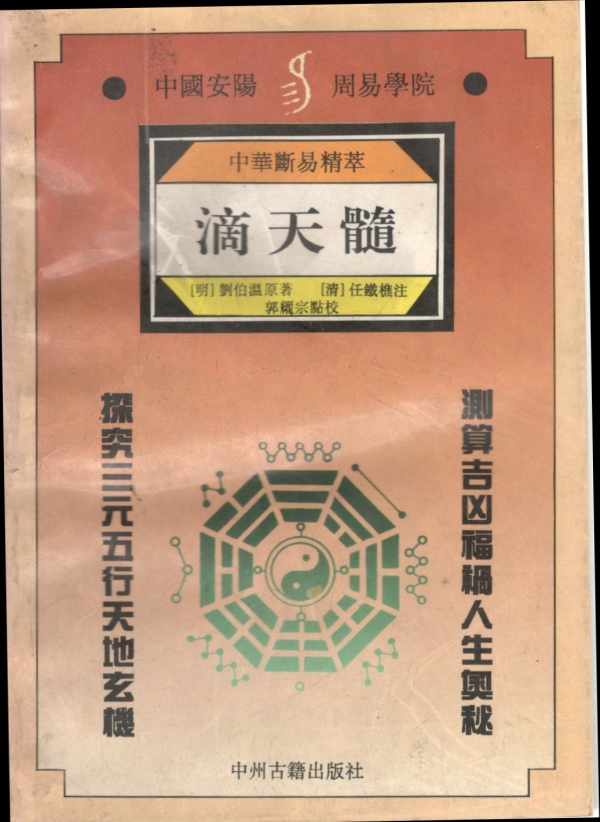 中國安陽 周易學院
中華斷易精萃
滴天髓
[明]劉伯溫原著 [清]任鐵樵注
郭耀宗點校
測算吉凶福禍人生奧秘
探究三元五行天地玄機
中州古籍出版社